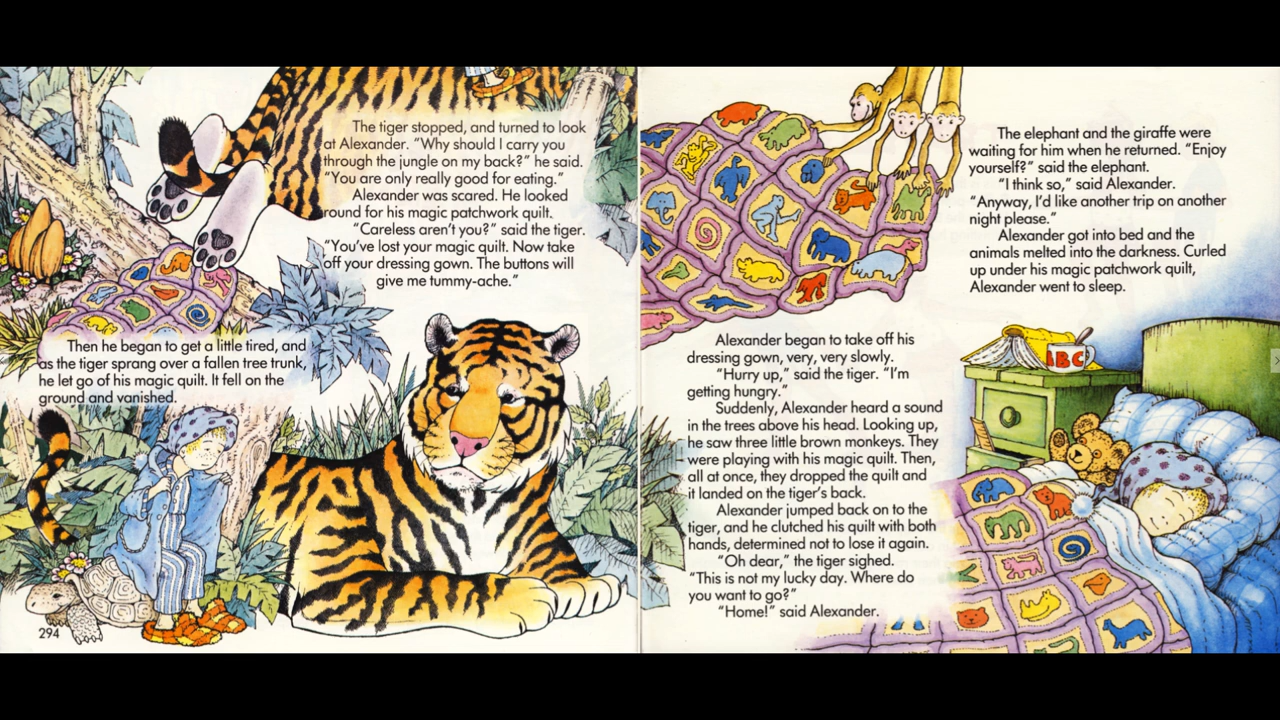 Then he began to get a little tired, and
as the tiger sprang over a fallen tree trunk,
he let go of his magic quilt. It fell on the
ground and vanished.
The tiger stopped, and turned to look
at Alexander. “Why should I carry you
through the jungle on my back?” he said.
“You are only really good for eating.”
Alexander was scared. He looked
round for his magic patchwork quilt.
“Careless aren’t you?” said the tiger.
“You’ve lost your magic quilt. Now take
off your dressing gown. The buttons will
give me tummy-ache.”
294
Alexander began to take off his
dressing gown, very, very slowly.
“Hurry up,” said the tiger. “I’m
getting hungry.”
Suddenly, Alexander heard a sound
in the trees above his head. Looking up,
he saw three little brown monkeys. They
were playing with his magic quilt. Then,
all at once, they dropped the quilt and
it landed on the tiger’s back.
Alexander jumped back on to the
tiger, and he clutched his quilt with both
hands, determined not to lose it again.
“Oh dear,” the tiger sighed.
“This is not my lucky day. Where do
you want to go?”
“Home!” said Alexander.
The elephant and the giraffe were
waiting for him when he returned. “Enjoy
yourself?” said the elephant.
“I think so,” said Alexander.
“Anyway, I’d like another trip on another
night please.”
Alexander got into bed and the
animals melted into the darkness. Curled
up under his magic patchwork quilt,
Alexander went to sleep.
ABC